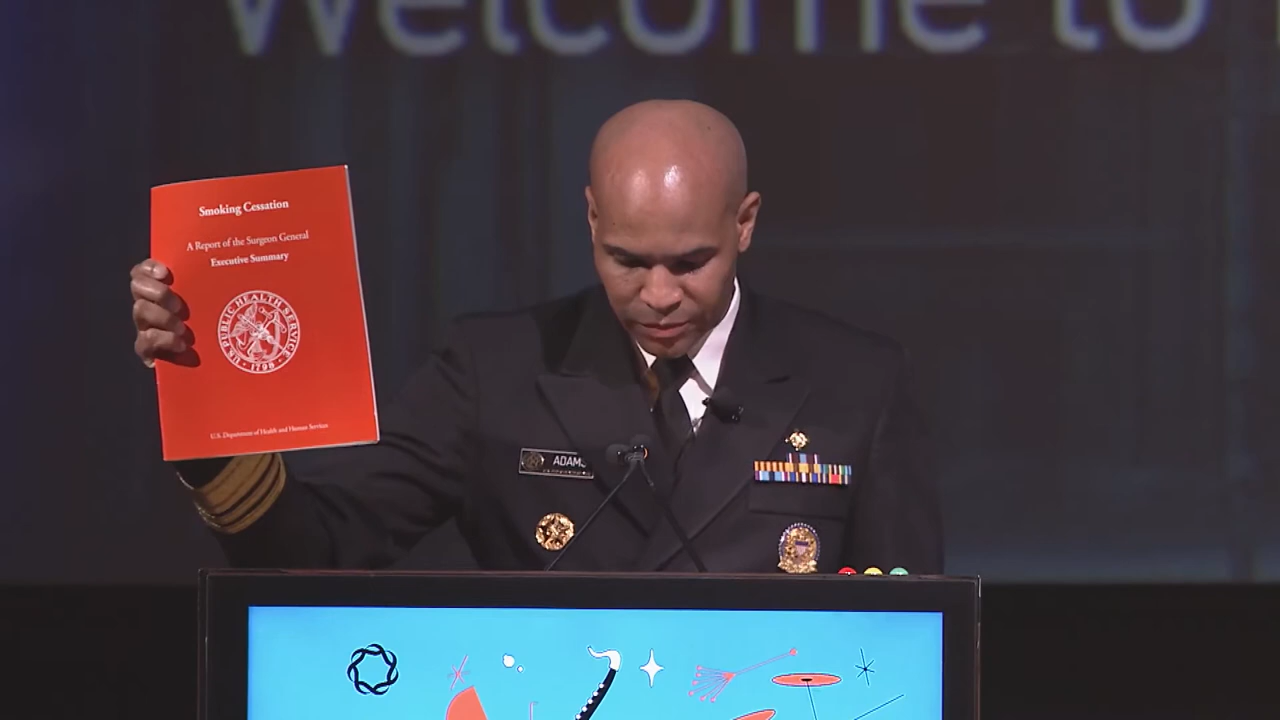 Welcome to
Smoking Cessation
A Report of the Surgeon General
Executive Summary
U.S. PUBLIC HEALTH SERVICE
• 1798 •
U.S. Department of Health and Human Services
ADAMS